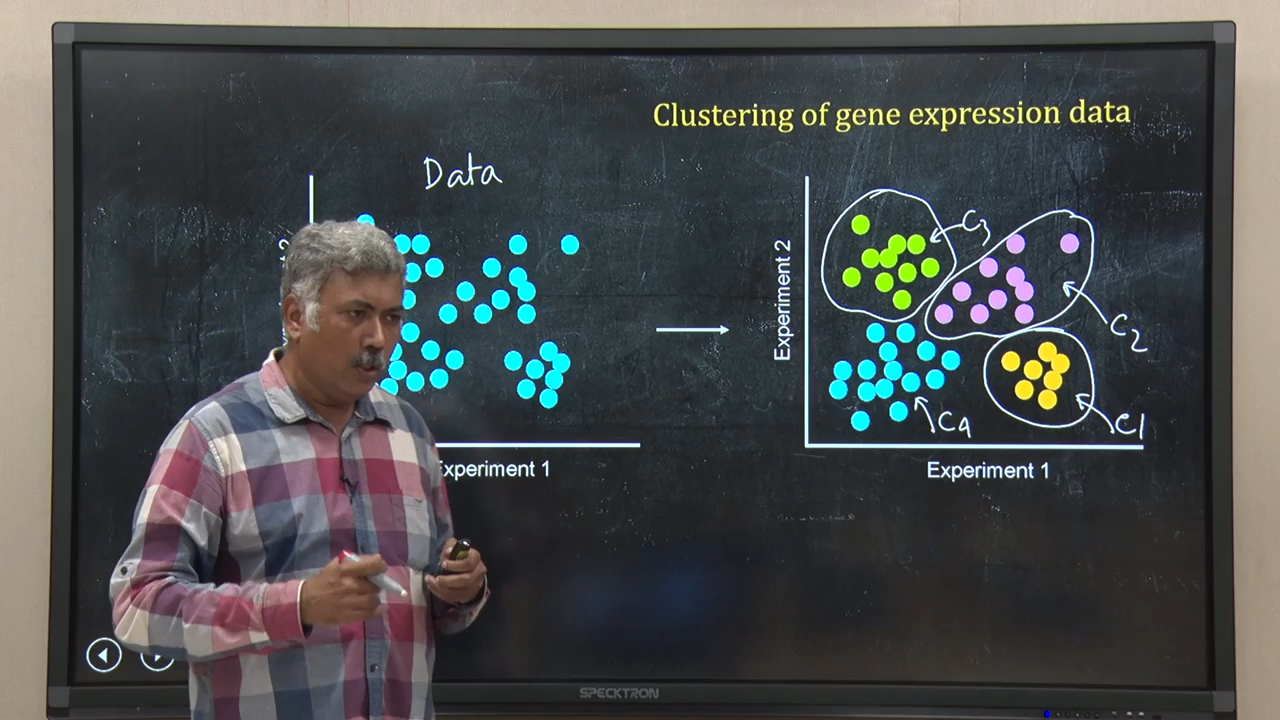 Clustering of gene expression data
Data
Experiment 1
C3
Experiment 2
C2
C4
C1
Experiment 1
SPECKTRON